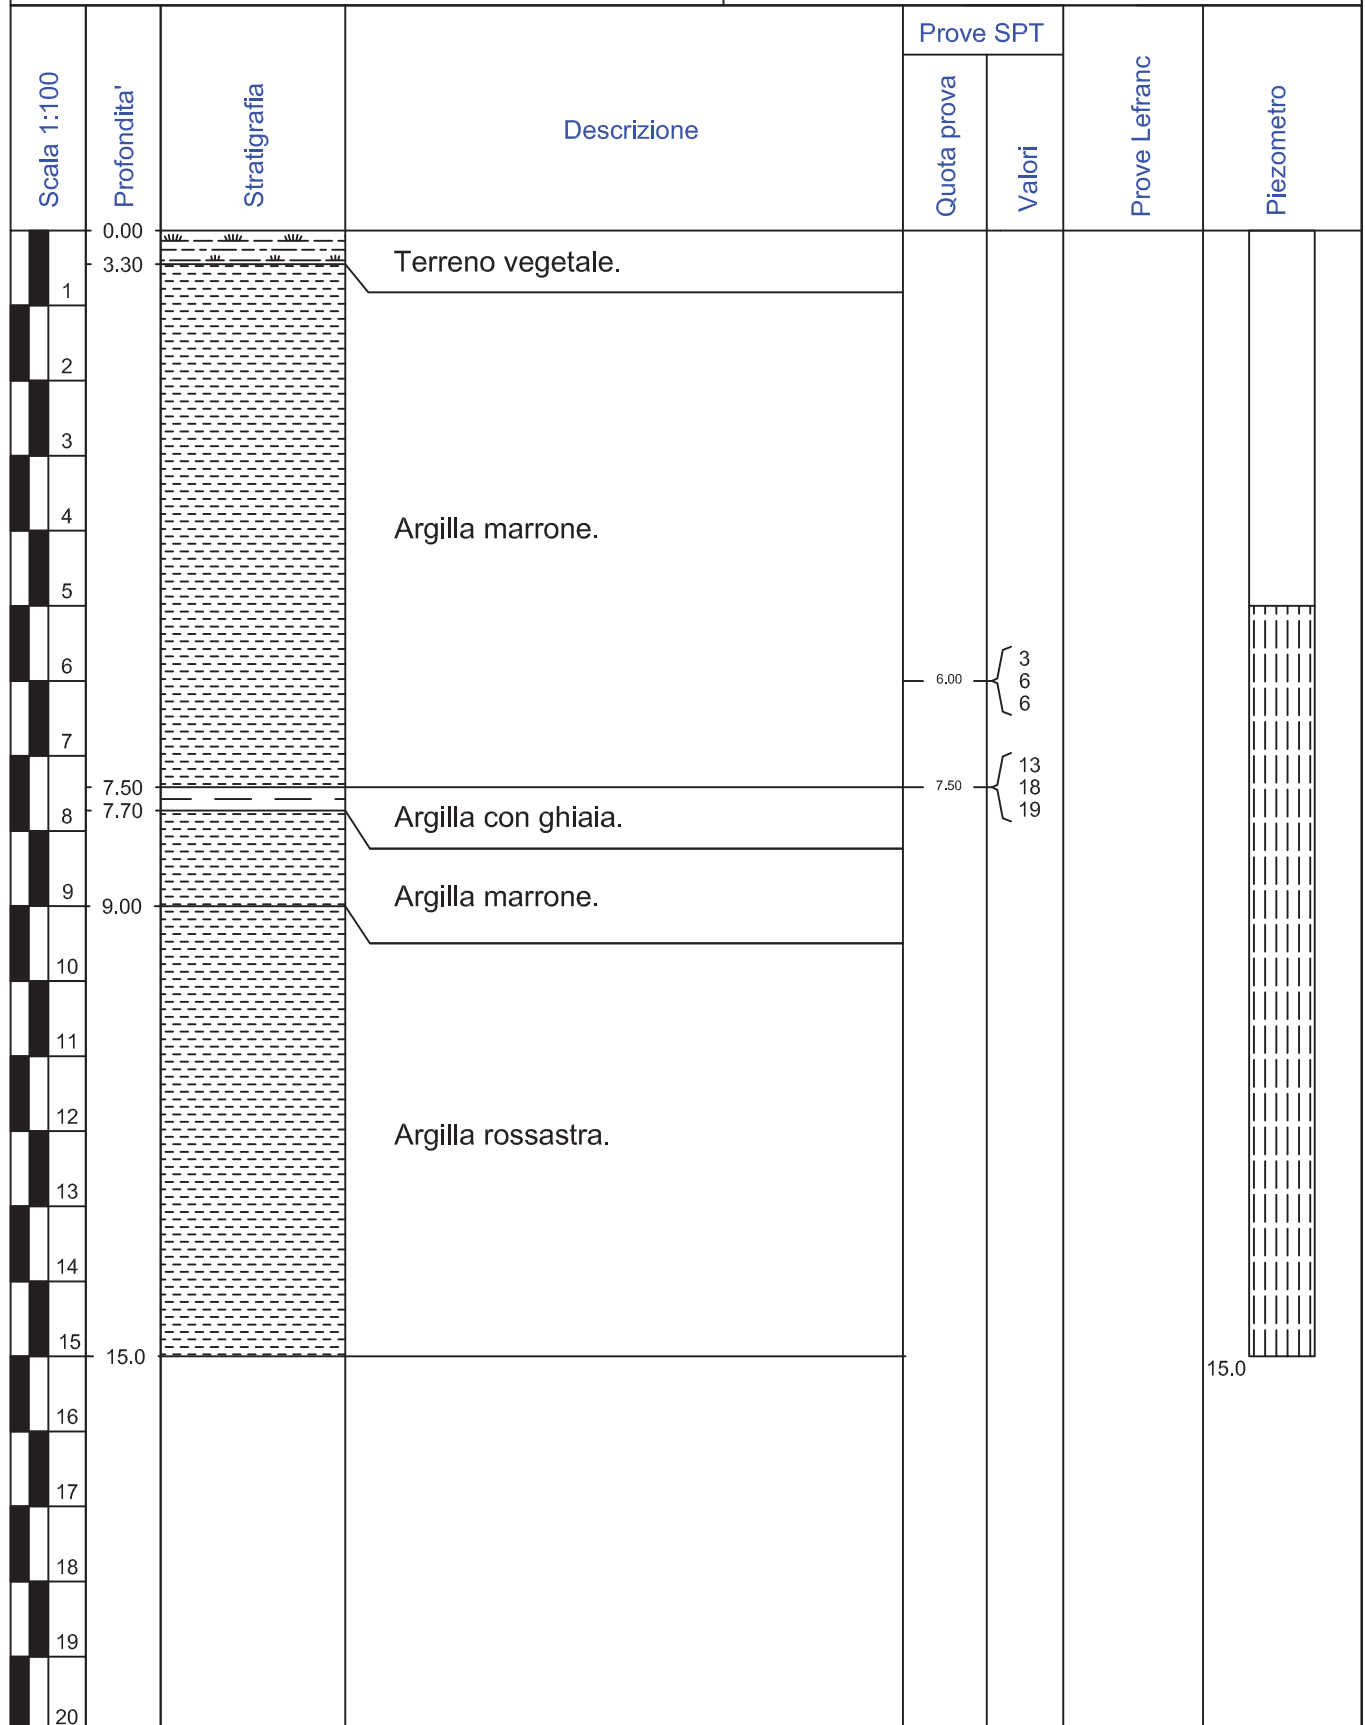 Prove SPT
Scala 1:100
Profondita'
Stratigrafia
Descrizione
Quota prova
Valori
Prove Lefranc
Piezometro
0.00
3.30
Terreno vegetale.
1
2
3
4
Argilla marrone.
5
6
6.00
3
6
6
7
7.50
7.50
13
18
19
7.70
8
Argilla con ghiaia.
9
9.00
Argilla marrone.
10
11
12
Argilla rossastra.
13
14
15
15.0
15.0
16
17
18
19
20